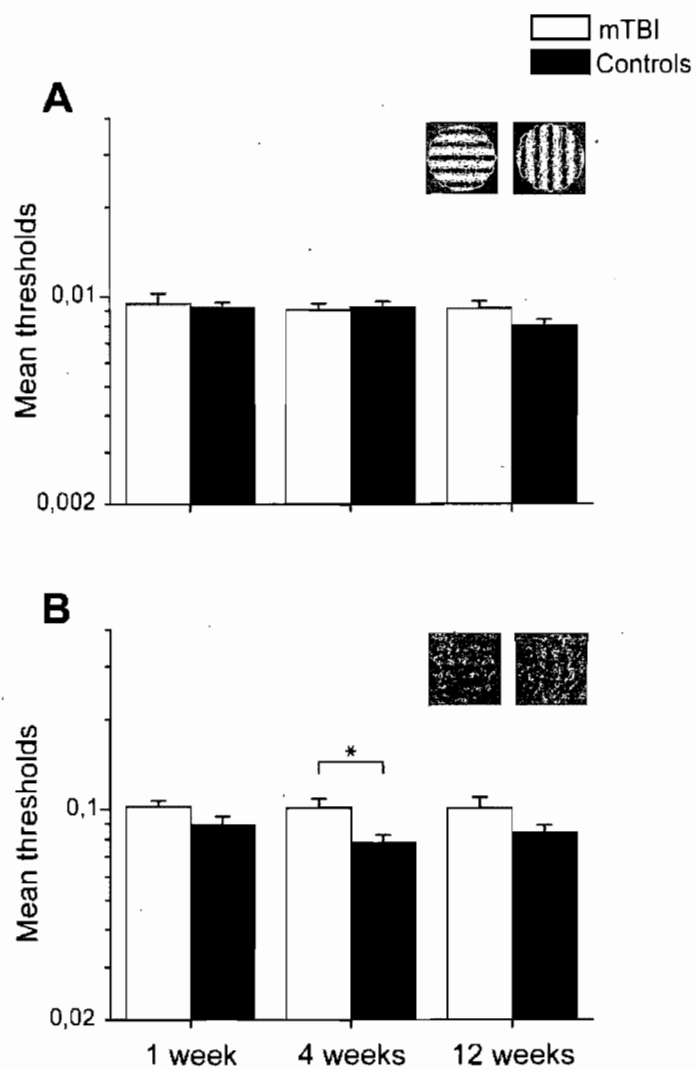 mTBI
Controls
A
Mean thresholds
0,01
0,002
B
Mean thresholds
*
0,1
0,02
1 week 4 weeks 12 weeks